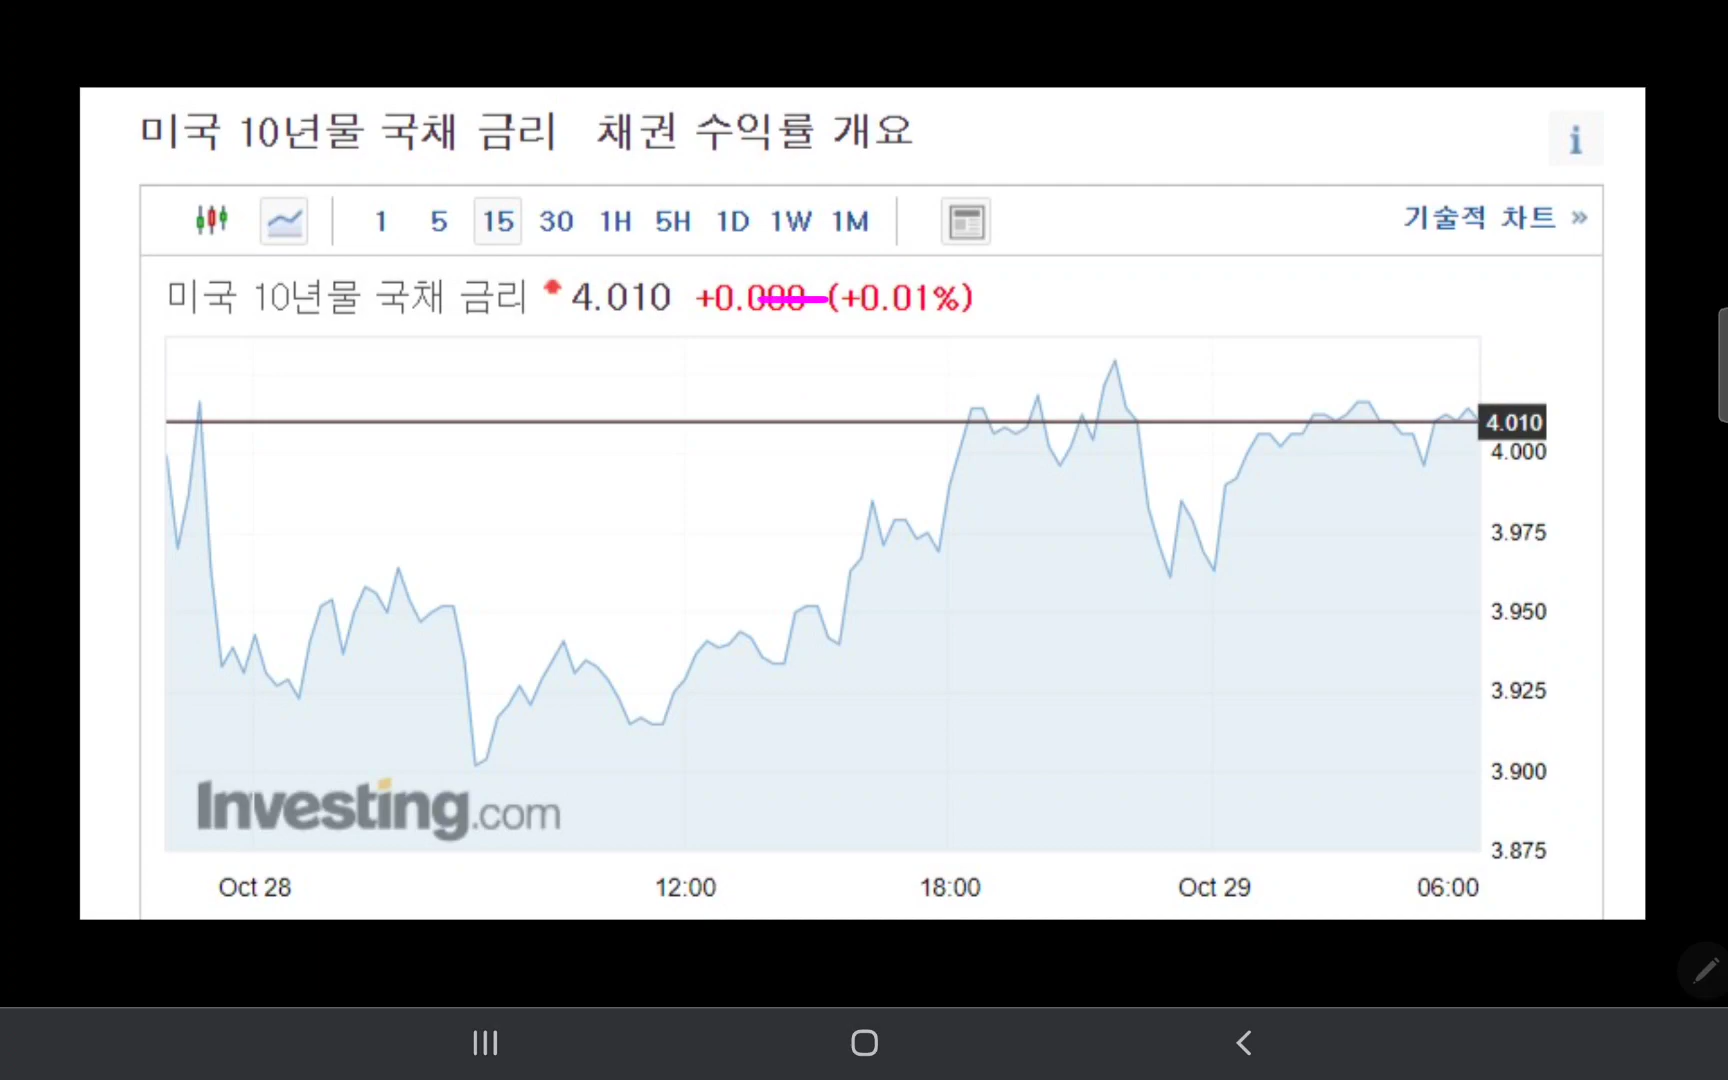 미국 10년물 국채 금리 채권 수익률 개요
i
1 5 15 30 1H 5H 1D 1W 1M
기술적 차트 »
미국 10년물 국채 금리 4.010 +0.000 (+0.01%)
4.010
4.000
3.975
3.950
3.925
3.900
3.875
Investing.com
Oct 28 12:00 18:00 Oct 29 06:00